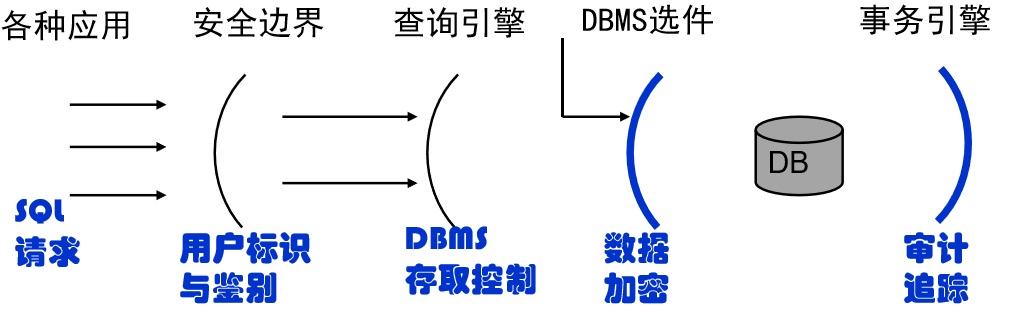 各种应用
安全边界
查询引擎
DBMS选件
事务引擎
DB
SQL
请求
用户标识
与鉴别
DBMS
存取控制
数据
加密
审计
追踪